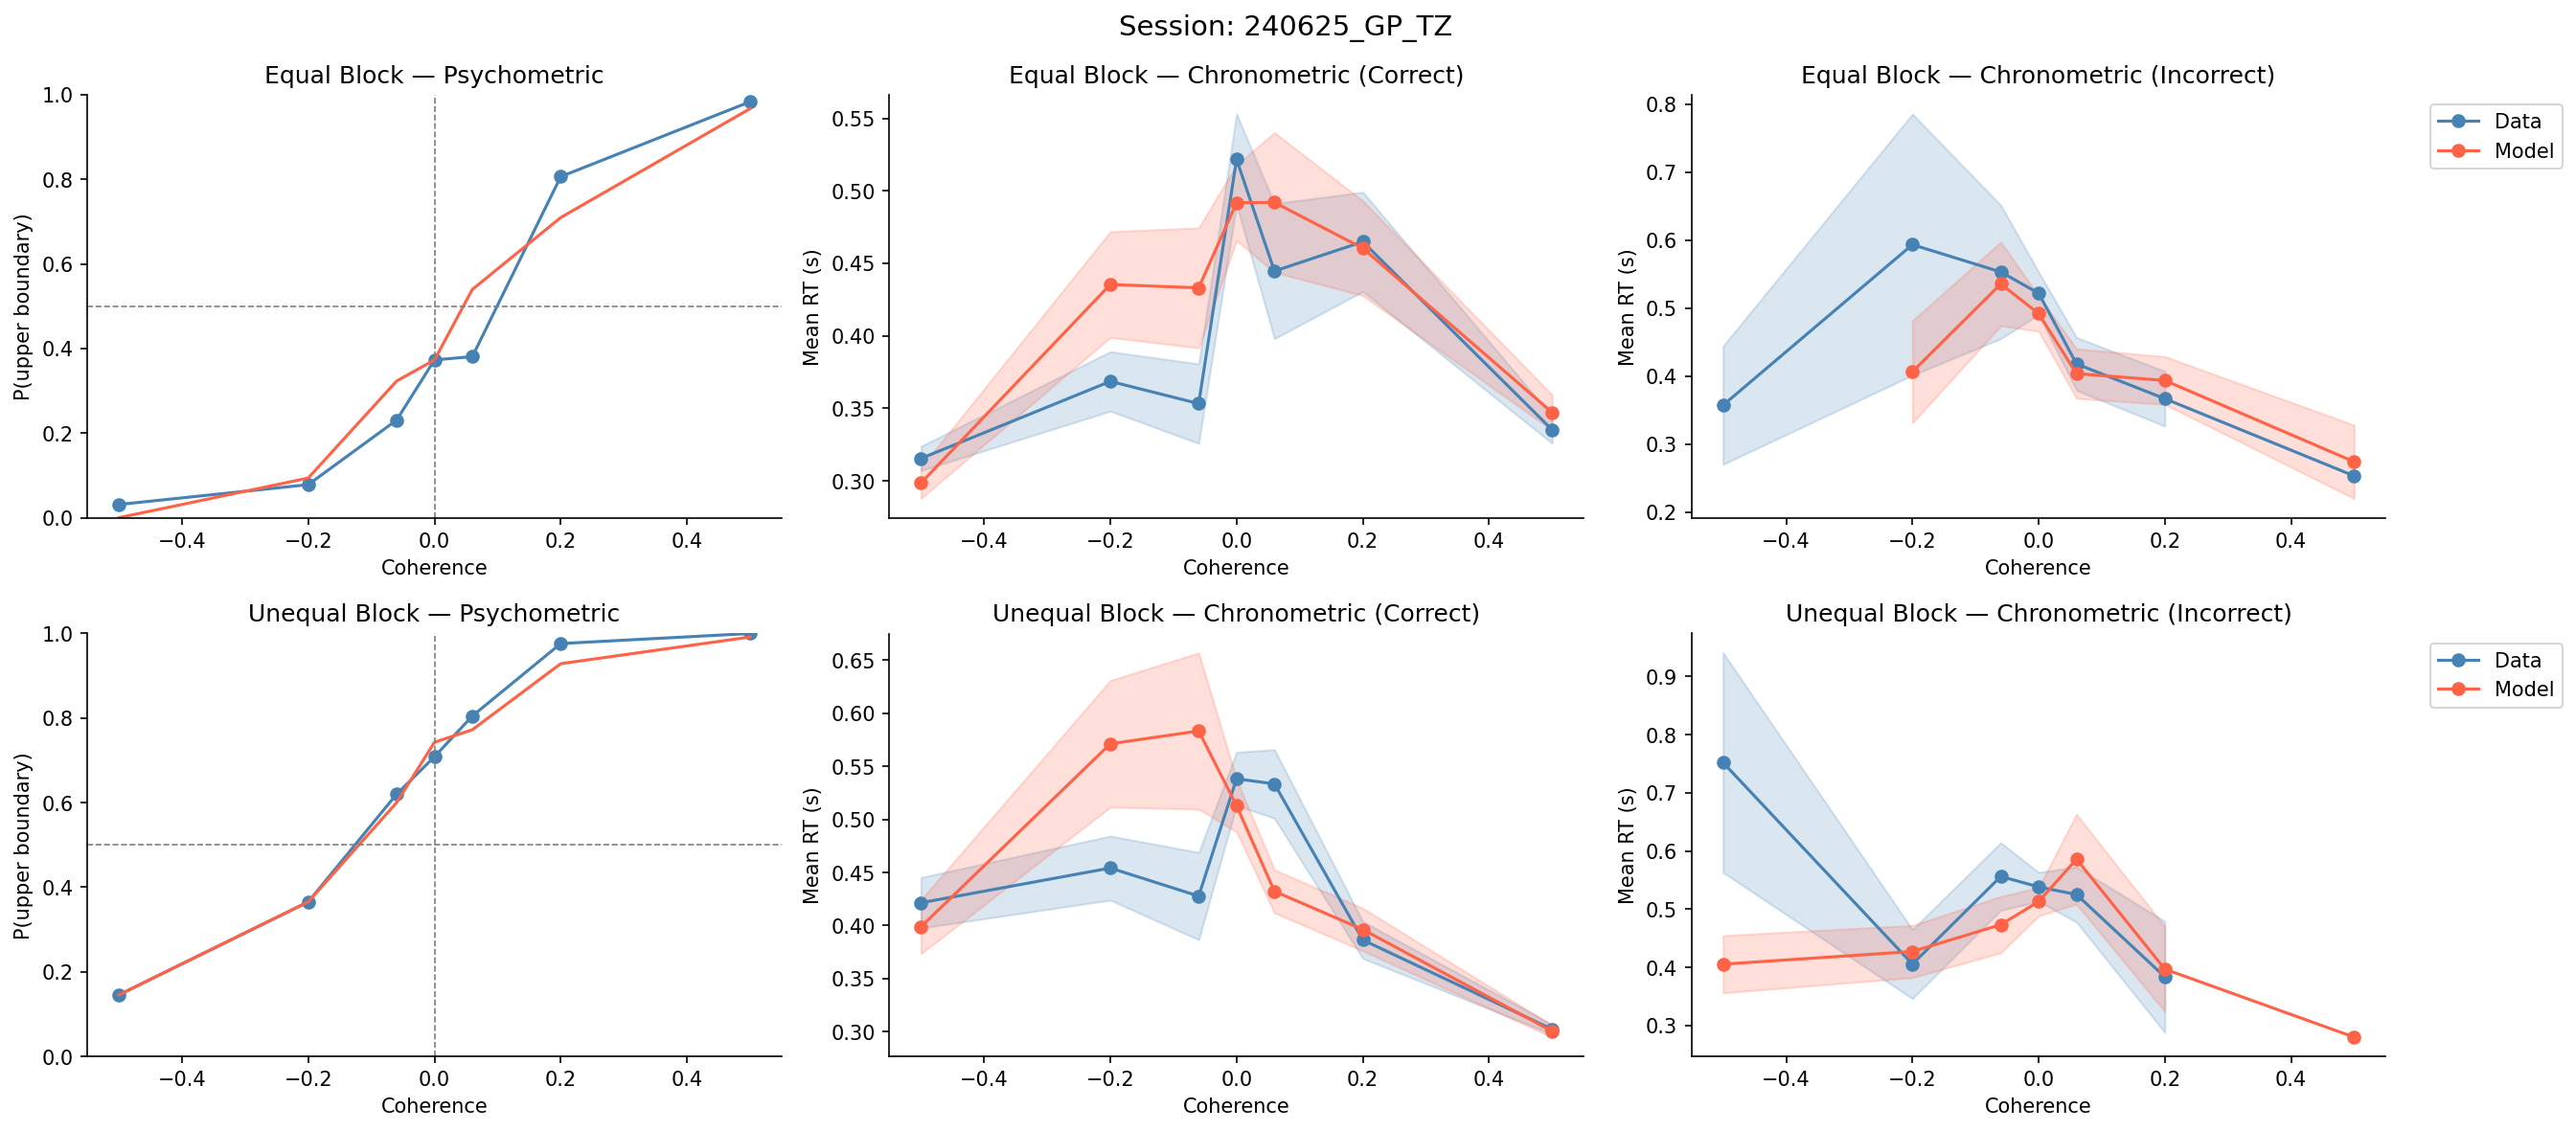 Session: 240625_GP_TZ
Equal Block — Psychometric
P(upper boundary)
1.0
0.8
0.6
0.4
0.2
0.0
−0.4 −0.2 0.0 0.2 0.4
Coherence
Equal Block — Chronometric (Correct)
Mean RT (s)
0.55
0.50
0.45
0.40
0.35
0.30
−0.4 −0.2 0.0 0.2 0.4
Coherence
Equal Block — Chronometric (Incorrect)
Mean RT (s)
0.8
0.7
0.6
0.5
0.4
0.3
0.2
−0.4 −0.2 0.0 0.2 0.4
Coherence
Data
Model
Unequal Block — Psychometric
P(upper boundary)
1.0
0.8
0.6
0.4
0.2
0.0
−0.4 −0.2 0.0 0.2 0.4
Coherence
Unequal Block — Chronometric (Correct)
Mean RT (s)
0.65
0.60
0.55
0.50
0.45
0.40
0.35
0.30
−0.4 −0.2 0.0 0.2 0.4
Coherence
Unequal Block — Chronometric (Incorrect)
Mean RT (s)
0.9
0.8
0.7
0.6
0.5
0.4
0.3
−0.4 −0.2 0.0 0.2 0.4
Coherence
Data
Model